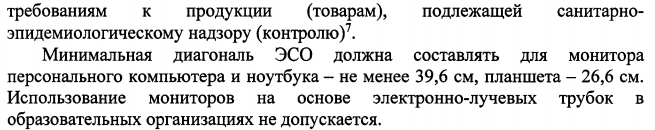 требованиям к продукции (товарам), подлежащей санитарно-
эпидемиологическому надзору (контролю)⁷.
Минимальная диагональ ЭСО должна составлять для монитора
персонального компьютера и ноутбука – не менее 39,6 см, планшета – 26,6 см.
Использование мониторов на основе электронно-лучевых трубок в
образовательных организациях не допускается.